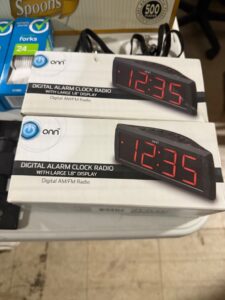 Spoons
500
forks
24
onn
DIGITAL ALARM CLOCK RADIO
WITH LARGE 1.8" DISPLAY
Digital AM/FM Radio
12:35
onn
DIGITAL ALARM CLOCK RADIO
WITH LARGE 1.8" DISPLAY
Digital AM/FM Radio
12:35